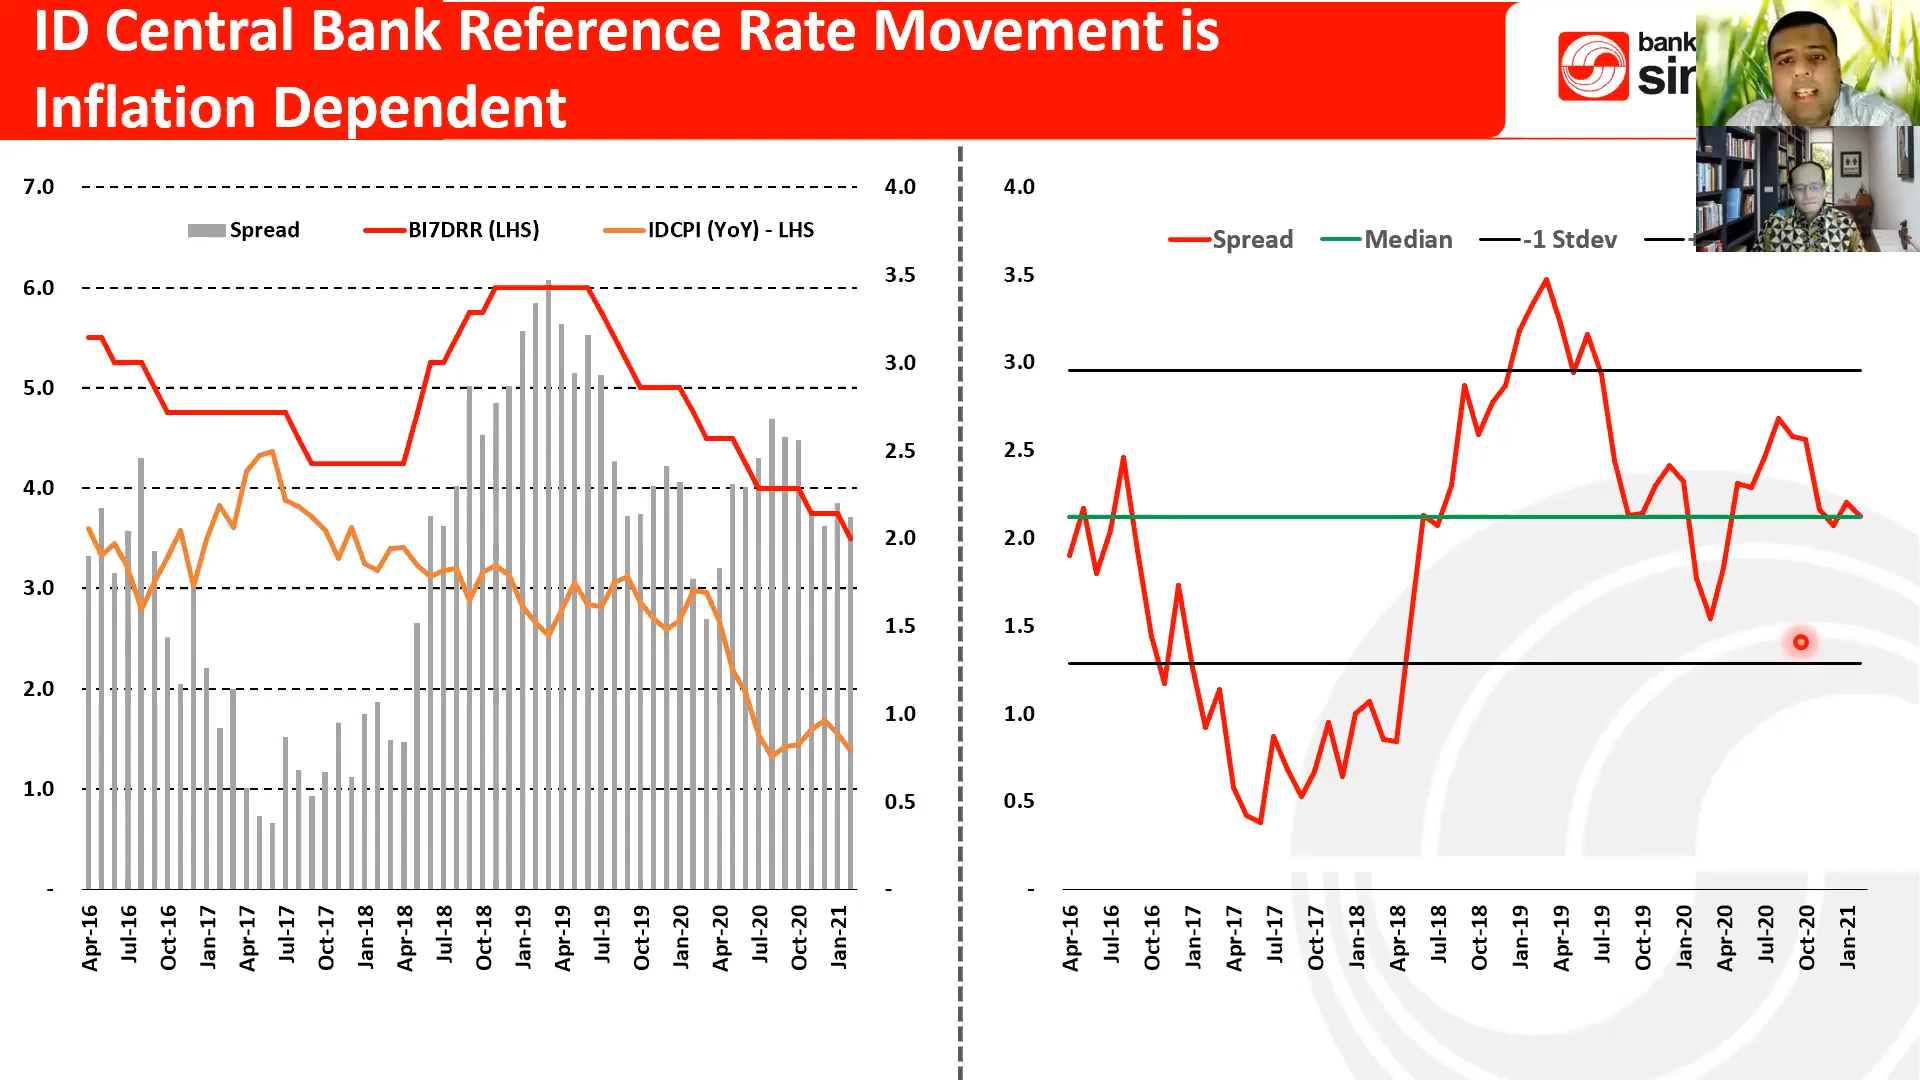 ID Central Bank Reference Rate Movement is
Inflation Dependent
bank
sin
7.0
6.0
5.0
4.0
3.0
2.0
1.0
-
Spread
BI7DRR (LHS)
IDCPI (YoY) - LHS
4.0
3.5
3.0
2.5
2.0
1.5
1.0
0.5
-
Apr-16
Jul-16
Oct-16
Jan-17
Apr-17
Jul-17
Oct-17
Jan-18
Apr-18
Jul-18
Oct-18
Jan-19
Apr-19
Jul-19
Oct-19
Jan-20
Apr-20
Jul-20
Oct-20
Jan-21
4.0
3.5
3.0
2.5
2.0
1.5
1.0
0.5
-
Spread
Median
-1 Stdev
Apr-16
Jul-16
Oct-16
Jan-17
Apr-17
Jul-17
Oct-17
Jan-18
Apr-18
Jul-18
Oct-18
Jan-19
Apr-19
Jul-19
Oct-19
Jan-20
Apr-20
Jul-20
Oct-20
Jan-21